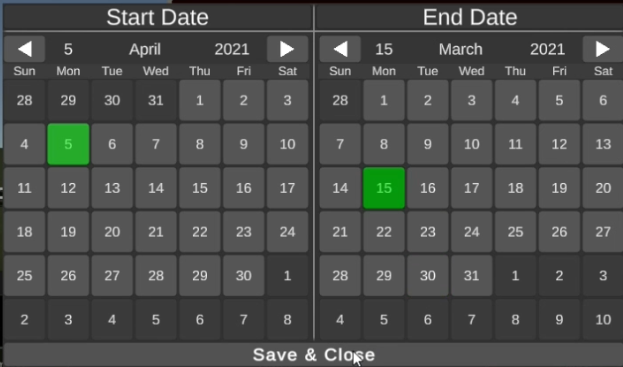 Start Date
5 April 2021
Sun Mon Tue Wed Thu Fri Sat
28 29 30 31 1 2 3
4 5 6 7 8 9 10
11 12 13 14 15 16 17
18 19 20 21 22 23 24
25 26 27 28 29 30 1
2 3 4 5 6 7 8
End Date
15 March 2021
Sun Mon Tue Wed Thu Fri Sat
28 1 2 3 4 5 6
7 8 9 10 11 12 13
14 15 16 17 18 19 20
21 22 23 24 25 26 27
28 29 30 31 1 2 3
4 5 6 7 8 9 10
Save & Close